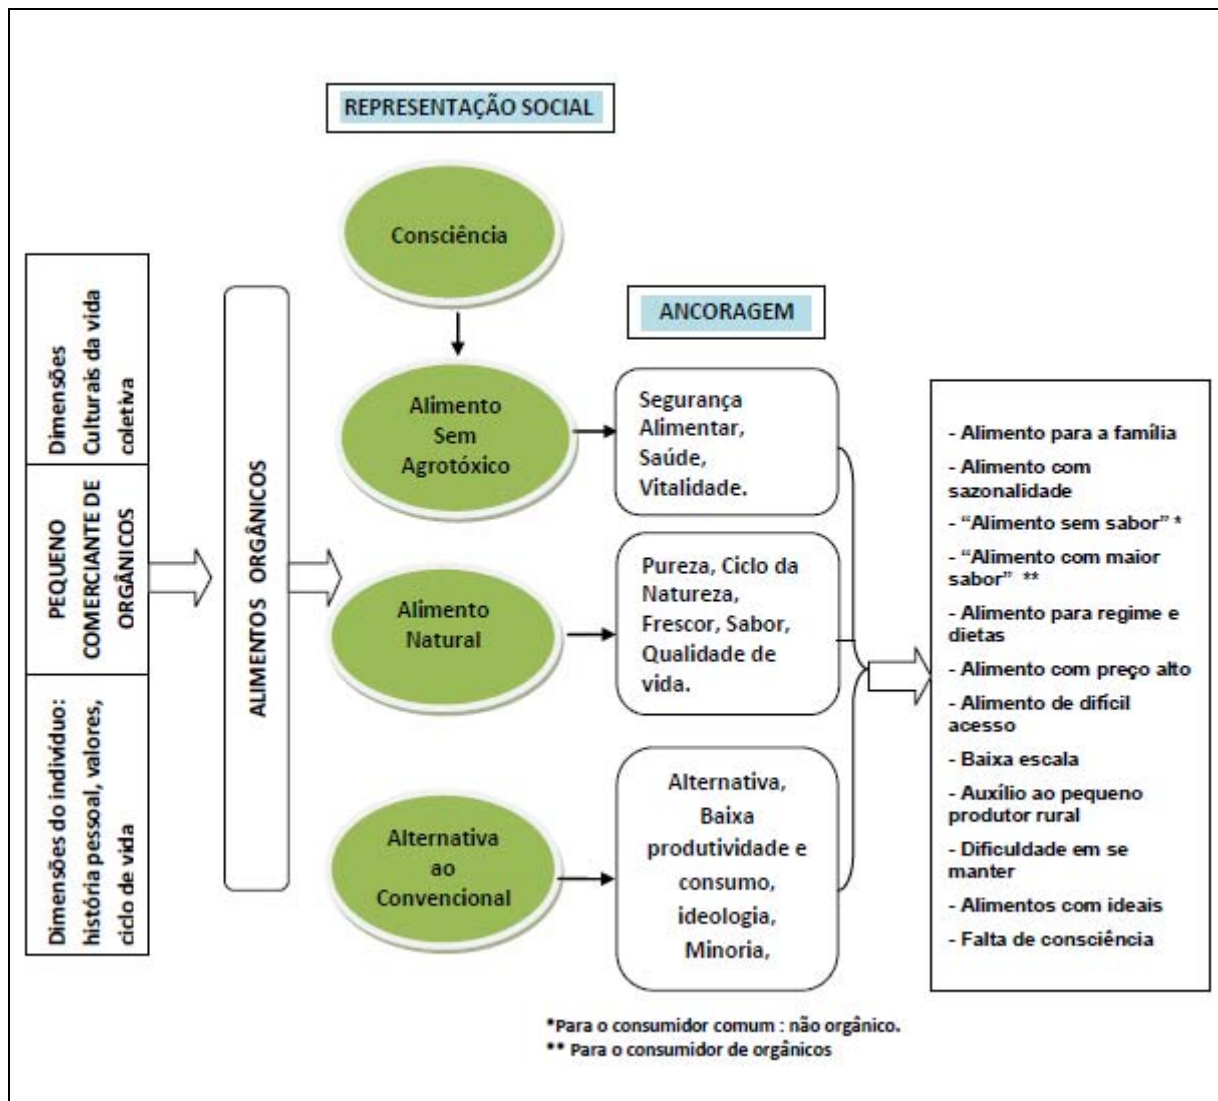 REPRESENTAÇÃO SOCIAL
Consciência
Dimensões
Culturais da vida
coletiva
PEQUENO
COMERCIANTE DE
ORGÂNICOS
Dimensões do indivíduo:
história pessoal, valores,
ciclo de vida
ALIMENTOS ORGÂNICOS
Alimento
Sem
Agrotóxico
Alimento
Natural
Alternativa
ao
Convencional
ANCORAGEM
Segurança
Alimentar,
Saúde,
Vitalidade.
Pureza, Ciclo da
Natureza,
Frescor, Sabor,
Qualidade de
vida.
Alternativa,
Baixa
produtividade e
consumo,
ideologia,
Minoria,
- Alimento para a família
- Alimento com
sazonalidade
- “Alimento sem sabor” *
- “Alimento com maior
sabor” **
- Alimento para regime e
dietas
- Alimento com preço alto
- Alimento de difícil
acesso
- Baixa escala
- Auxílio ao pequeno
produtor rural
- Dificuldade em se
manter
- Alimentos com ideais
- Falta de consciência
*Para o consumidor comum : não orgânico.
** Para o consumidor de orgânicos